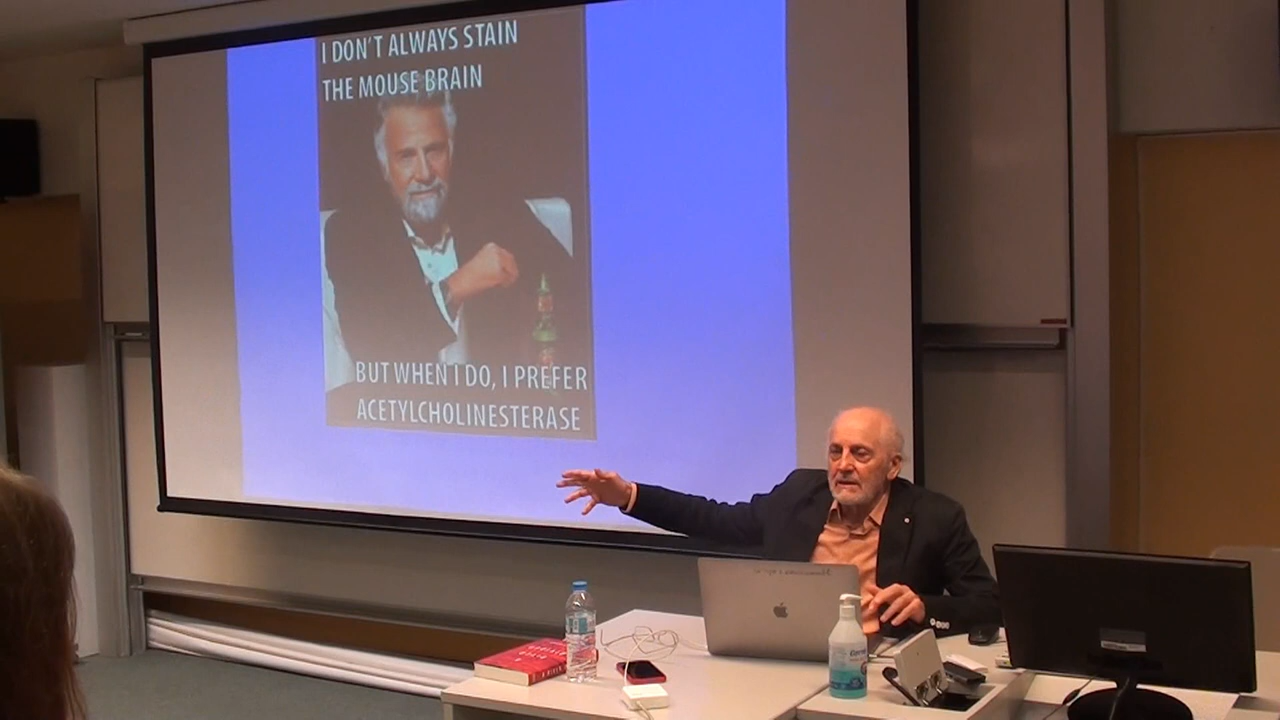 I DON'T ALWAYS STAIN
THE MOUSE BRAIN
BUT WHEN I DO, I PREFER
ACETYLCHOLINESTERASE